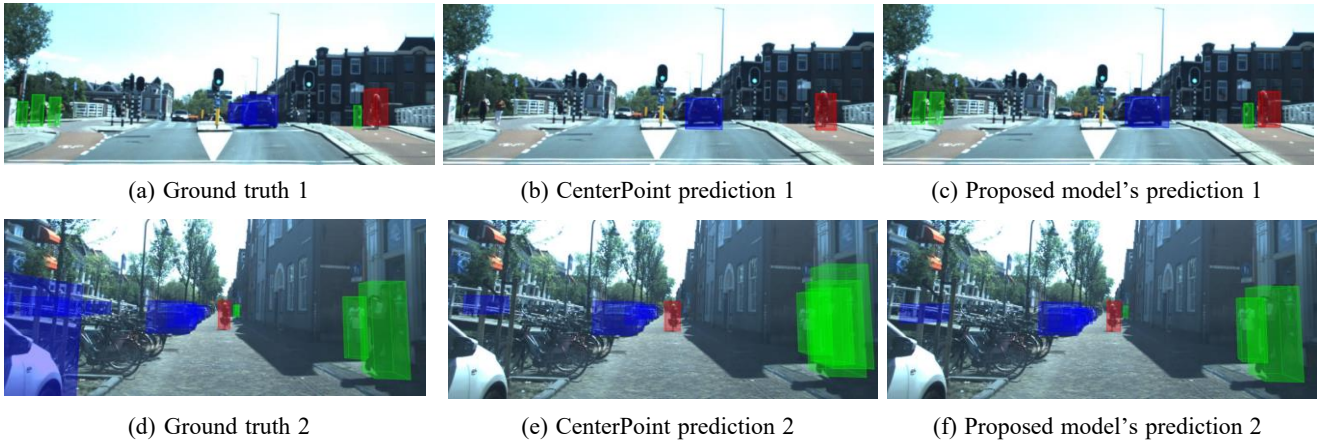 (a) Ground truth 1
(b) CenterPoint prediction 1
(c) Proposed model's prediction 1
(d) Ground truth 2
(e) CenterPoint prediction 2
(f) Proposed model's prediction 2